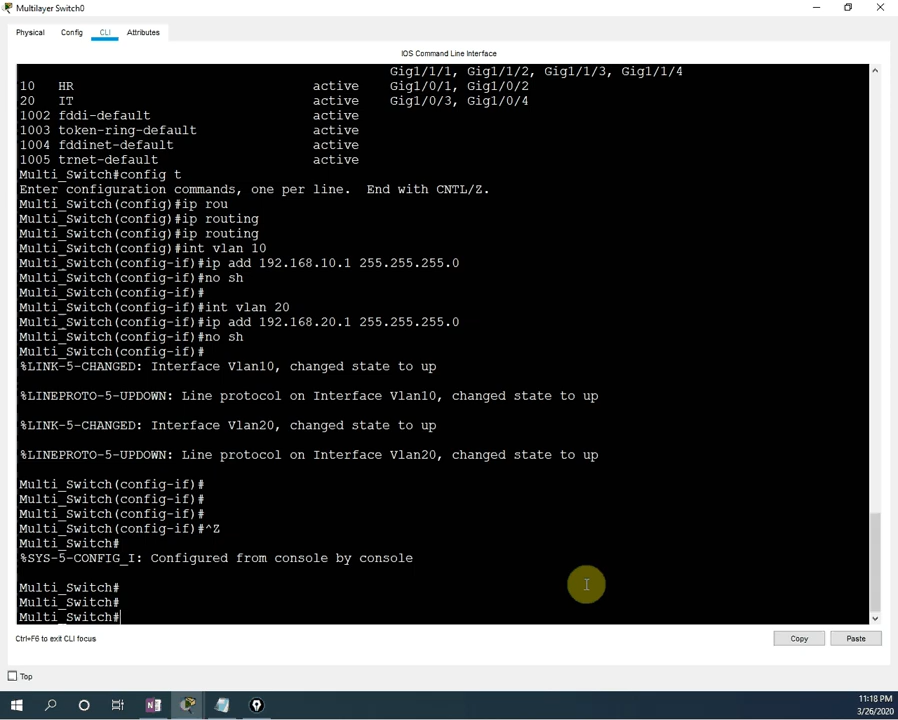 Multilayer Switch0
Physical Config CLI Attributes
IOS Command Line Interface
Gig1/1/1, Gig1/1/2, Gig1/1/3, Gig1/1/4
10 HR active Gig1/0/1, Gig1/0/2
20 IT active Gig1/0/3, Gig1/0/4
1002 fddi-default active
1003 token-ring-default active
1004 fddinet-default active
1005 trnet-default active
Multi_Switch#config t
Enter configuration commands, one per line. End with CNTL/Z.
Multi_Switch(config)#ip rou
Multi_Switch(config)#ip routing
Multi_Switch(config)#ip routing
Multi_Switch(config)#int vlan 10
Multi_Switch(config-if)#ip add 192.168.10.1 255.255.255.0
Multi_Switch(config-if)#no sh
Multi_Switch(config-if)#
Multi_Switch(config-if)#int vlan 20
Multi_Switch(config-if)#ip add 192.168.20.1 255.255.255.0
Multi_Switch(config-if)#no sh
Multi_Switch(config-if)#
%LINK-5-CHANGED: Interface Vlan10, changed state to up
%LINEPROTO-5-UPDOWN: Line protocol on Interface Vlan10, changed state to up
%LINK-5-CHANGED: Interface Vlan20, changed state to up
%LINEPROTO-5-UPDOWN: Line protocol on Interface Vlan20, changed state to up
Multi_Switch(config-if)#
Multi_Switch(config-if)#
Multi_Switch(config-if)#
Multi_Switch(config-if)#^Z
Multi_Switch#
%SYS-5-CONFIG_I: Configured from console by console
Multi_Switch#
Multi_Switch#
Multi_Switch#
Ctrl+F6 to exit CLI focus
Copy Paste
Top
11:18 PM
3/26/2020